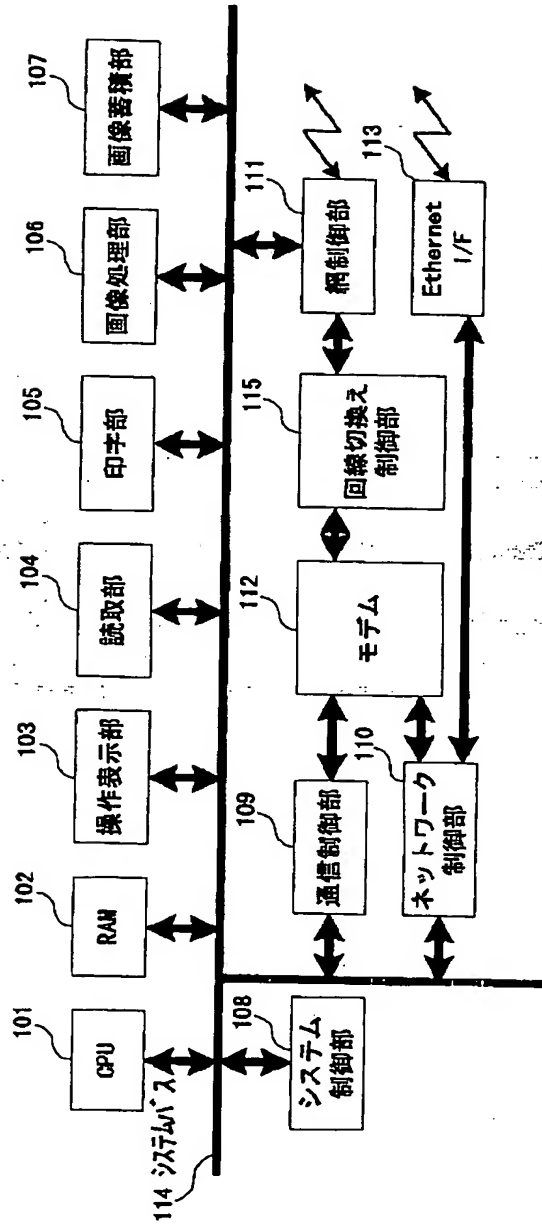 101
CPU
102
RAM
103
操作表示部
104
読取部
105
印字部
106
画像処理部
107
画像蓄積部
114 システムバス
108
システム
制御部
109
通信制御部
110
ネットワーク
制御部
112
モデム
115
回線切換え
制御部
111
網制御部
113
Ethernet
I/F